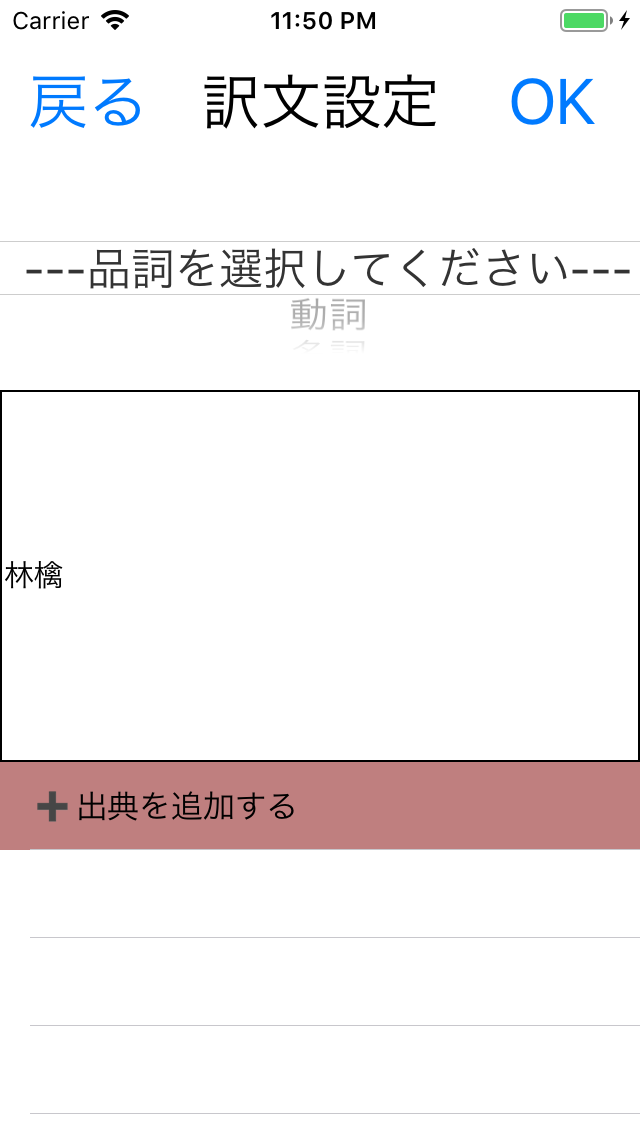 Carrier 11:50 PM
戻る 訳文設定 OK
---品詞を選択してください---
動詞
林檎
出典を追加する